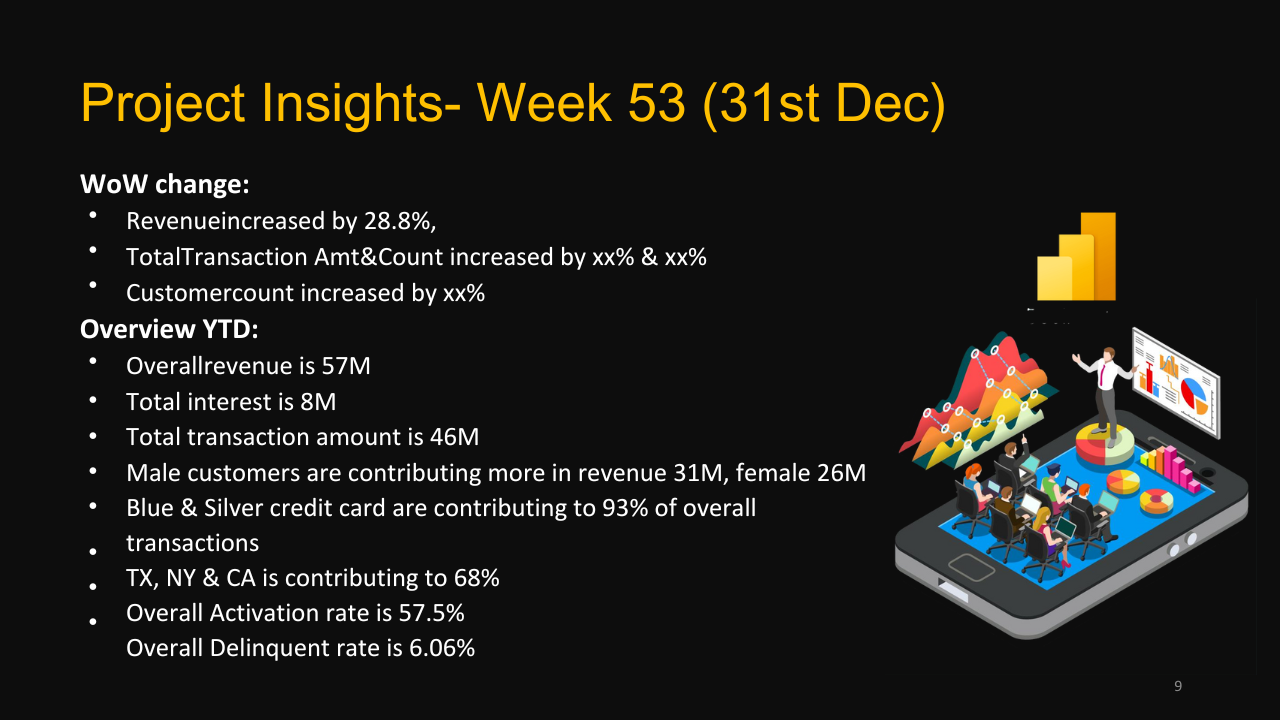 Project Insights- Week 53 (31st Dec)
WoW change:
• Revenueincreased by 28.8%,
• TotalTransaction Amt&Count increased by xx% & xx%
• Customercount increased by xx%
Overview YTD:
• Overallrevenue is 57M
• Total interest is 8M
• Total transaction amount is 46M
• Male customers are contributing more in revenue 31M, female 26M
• Blue & Silver credit card are contributing to 93% of overall
transactions
• TX, NY & CA is contributing to 68%
• Overall Activation rate is 57.5%
• Overall Delinquent rate is 6.06%
9